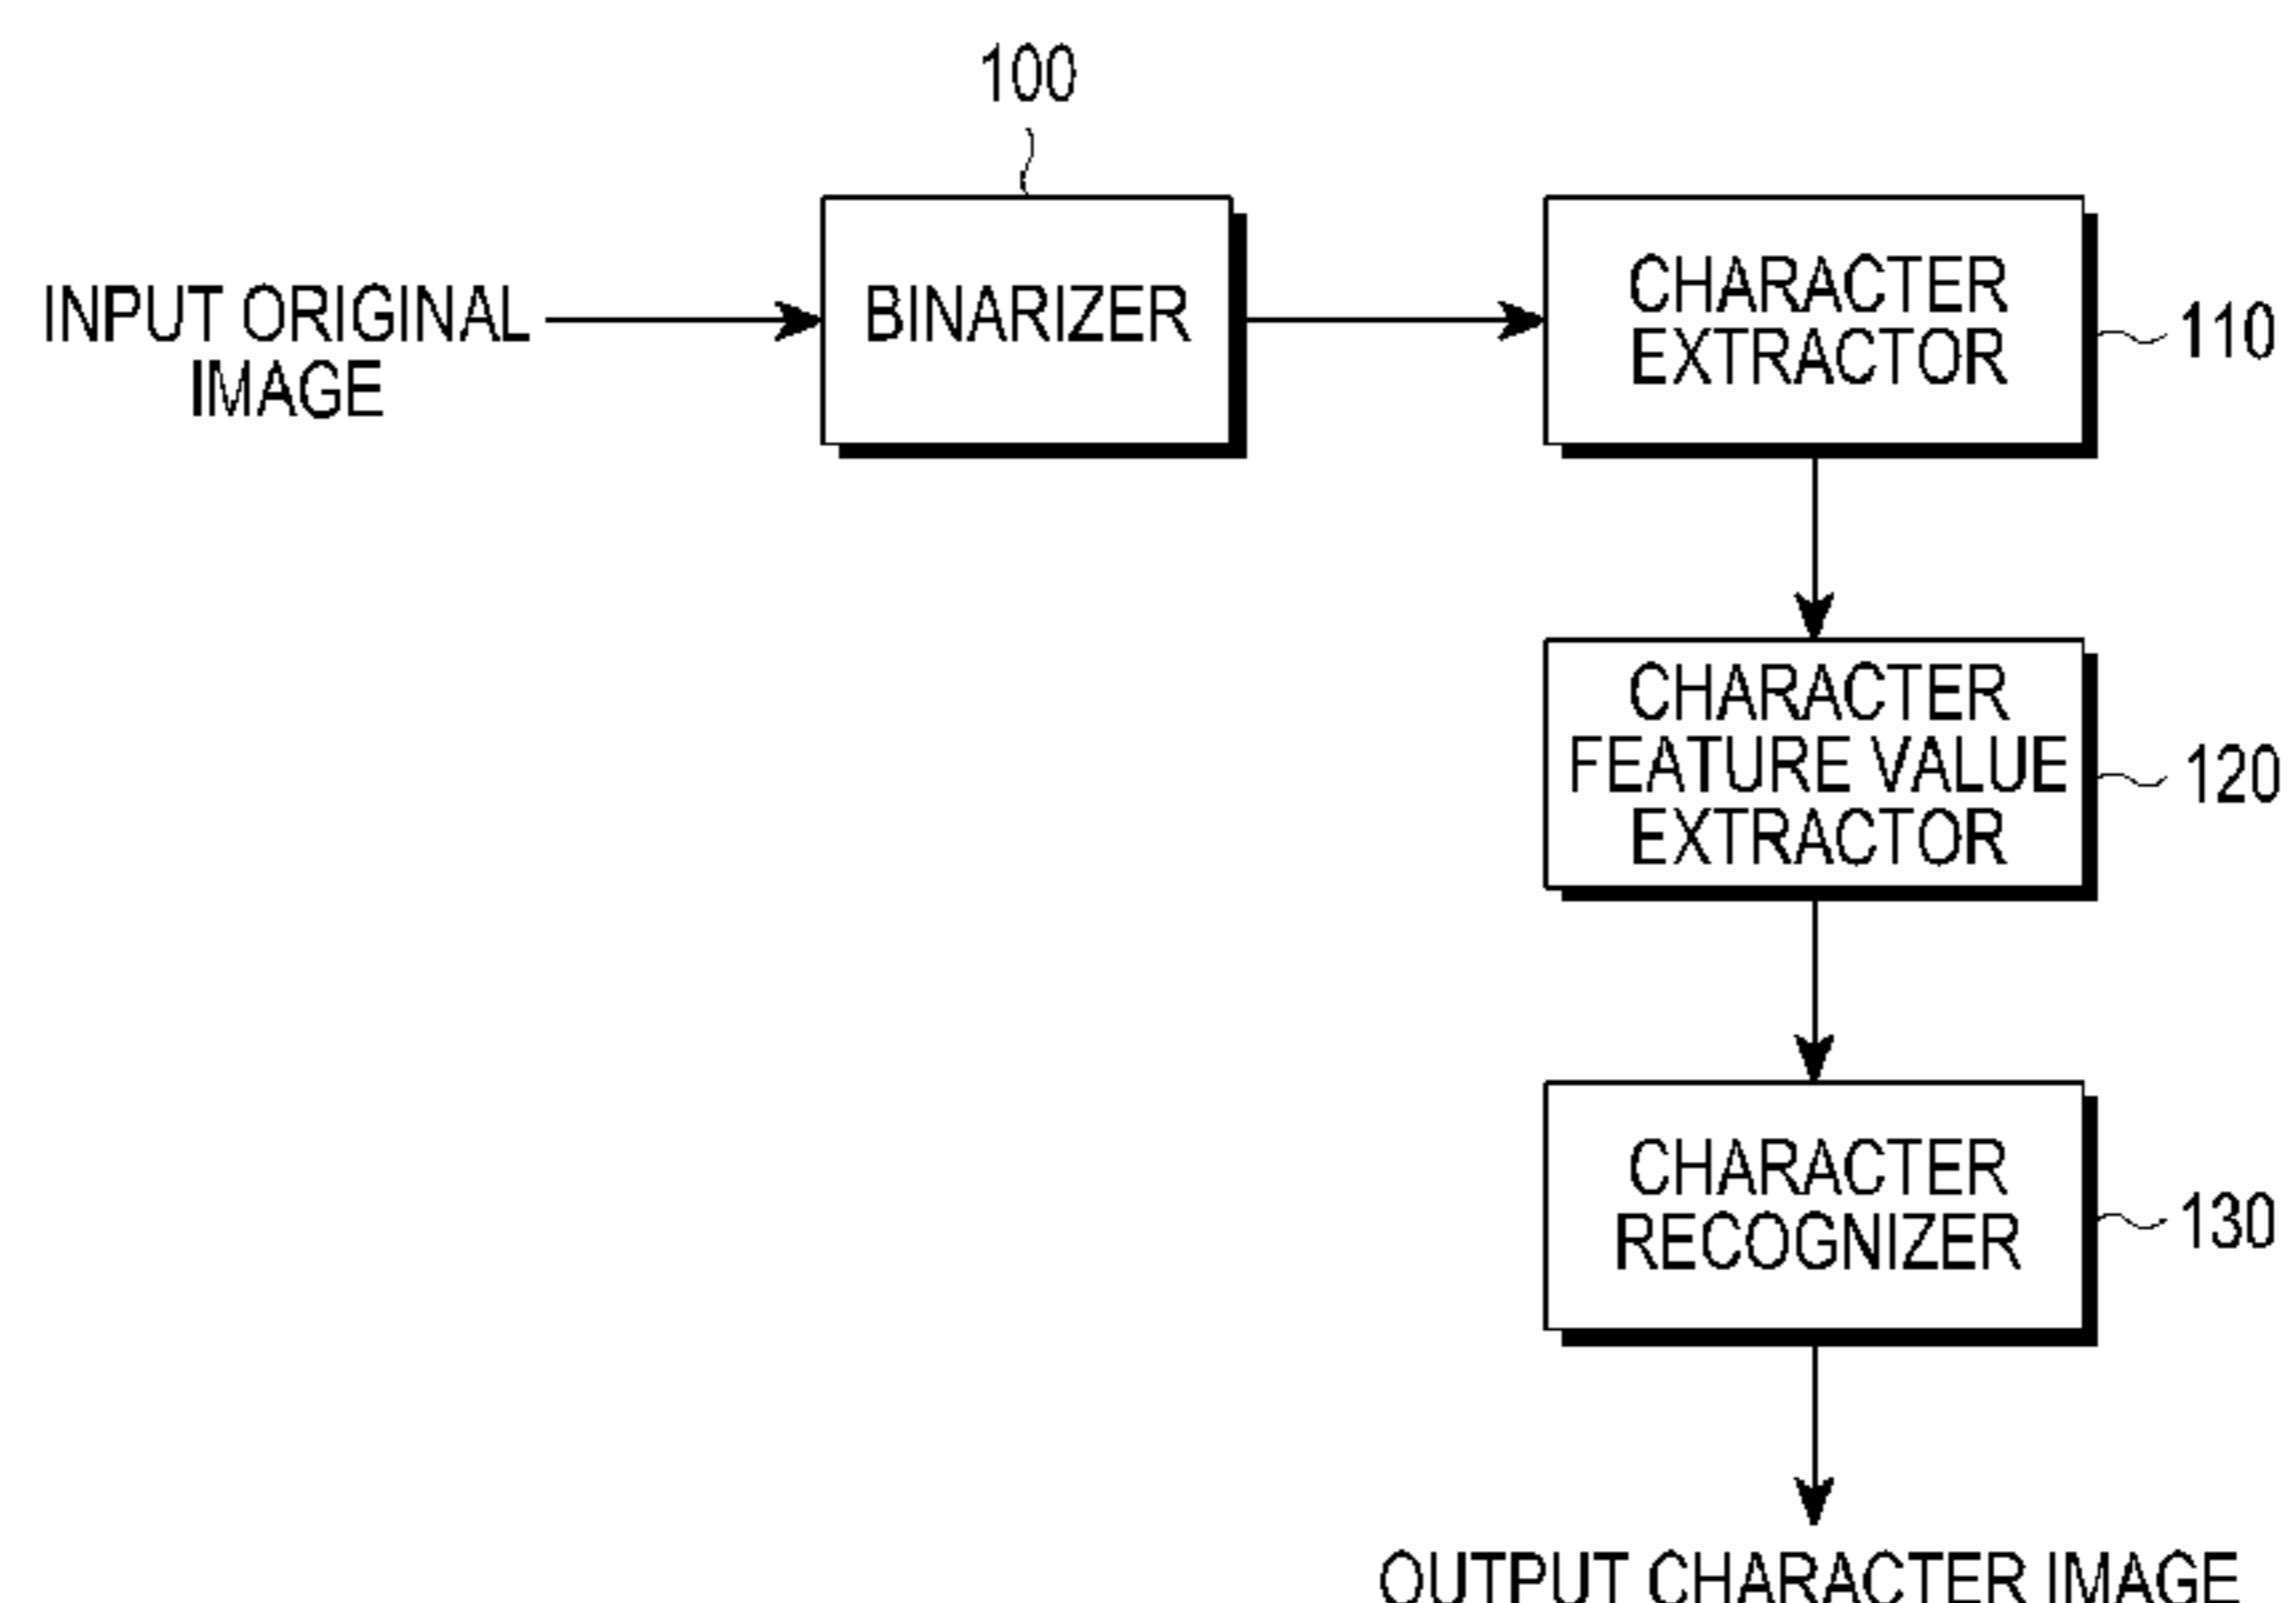 100
INPUT ORIGINAL
IMAGE
BINARIZER
CHARACTER
EXTRACTOR
110
CHARACTER
FEATURE VALUE
EXTRACTOR
120
CHARACTER
RECOGNIZER
130
OUTPUT CHARACTER IMAGE